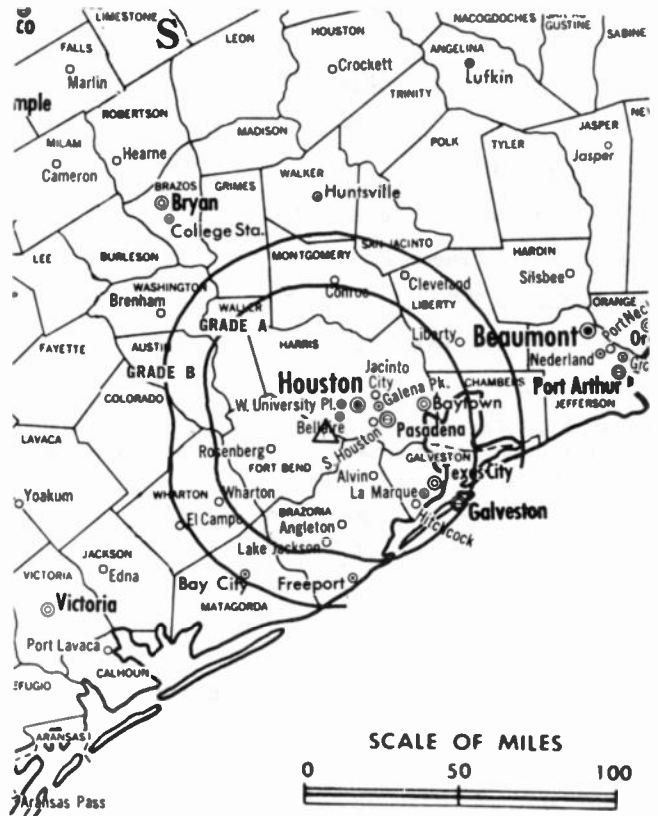 CO
LIMESTONE
S
LEON
HOUSTON
NACOGDOCHES
GUSTINE
SABINE
FALLS
Marlin
Crockett
ANGELINA
Lufkin
mple
ROBERTSON
TRINITY
MADISON
POLK
TYLER
JASPER
Jasper
MILAM
Cameron
Hearne
BRAZOS
Bryan
College Sta.
GRIMES
WALKER
Huntsville
LEE
BURLESON
MONTGOMERY
SAN JACINTO
HARDIN
Silsbee
WASHINGTON
Brenham
Conroe
Cleveland
LIBERTY
Liberty
ORANGE
WALLER
GRADE A
HARRIS
Beaumont
Nederland
Port Arthur
JEFFERSON
FAYETTE
AUSTIN
GRADE B
COLORADO
Houston
Jacinto
City
Galena Pk.
CHAMBERS
Baytown
W. University Pl.
Bellaire
Pasadena
S. Houston
LAVACA
Rosenberg
FORT BEND
GALVESTON
Texas City
Alvin
La Marque
Hitchcock
Galveston
Yoakum
WHARTON
Wharton
El Campo
BRAZORIA
Angleton
Lake Jackson
JACKSON
Edna
VICTORIA
Victoria
Bay City
Freeport
MATAGORDA
Port Lavaca
CALHOUN
EFUGIO
ARANSAS
Aransas Pass
SCALE OF MILES
0 50 100